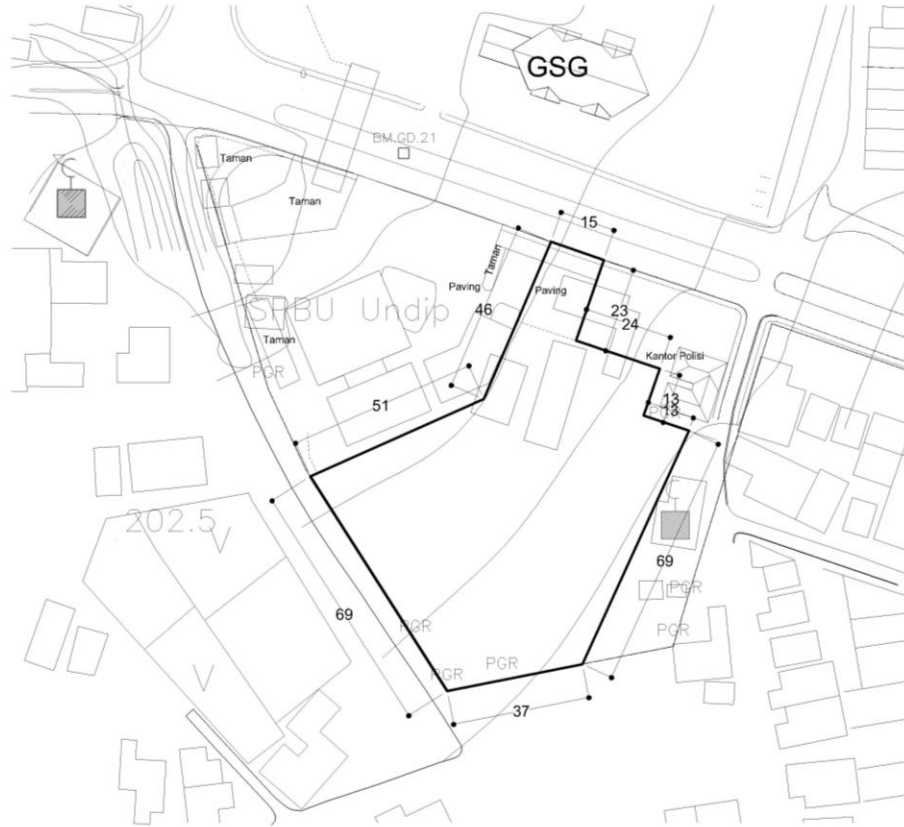 GSG
BM.GD.21
Taman
Taman
15
Taman
Paving
Paving
SPBU Undip
46
23
24
Taman
Kantor Polisi
PGR
51
13
13
202.5
69
PGR
69
PGR
PGR
PGR
PGR
37